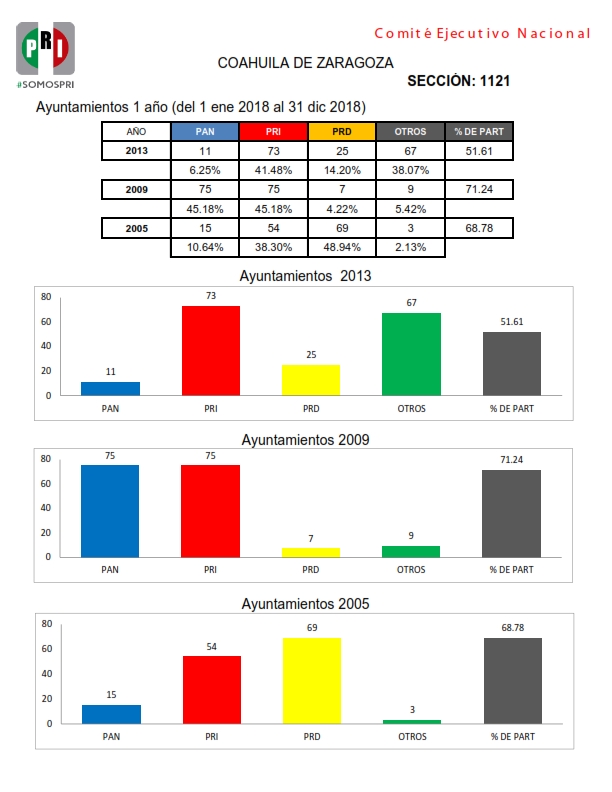 Comité Ejecutivo Nacional
PRI
#SOMOSPRI
COAHUILA DE ZARAGOZA
SECCIÓN: 1121
Ayuntamientos 1 año (del 1 ene 2018 al 31 dic 2018)
AÑO PAN PRI PRD OTROS % DE PART
2013 11 73 25 67 51.61
6.25% 41.48% 14.20% 38.07%
2009 75 75 7 9 71.24
45.18% 45.18% 4.22% 5.42%
2005 15 54 69 3 68.78
10.64% 38.30% 48.94% 2.13%
Ayuntamientos 2013
80
60
40
20
0
11
73
25
67
51.61
PAN PRI PRD OTROS % DE PART
Ayuntamientos 2009
80
60
40
20
0
75
75
7
9
71.24
PAN PRI PRD OTROS % DE PART
Ayuntamientos 2005
80
60
40
20
0
15
54
69
3
68.78
PAN PRI PRD OTROS % DE PART